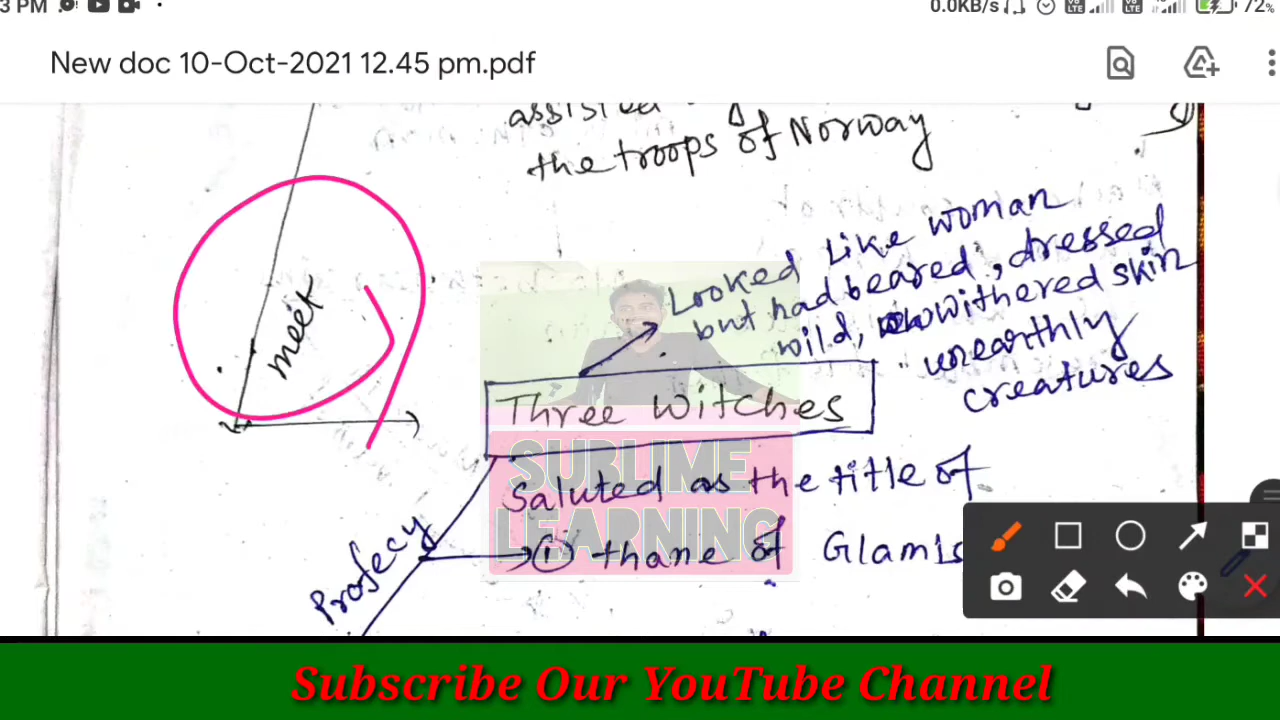 3 PM
0.0KB/s
72%
New doc 10-Oct-2021 12.45 pm.pdf
the troops of Norway
meet
Looked Like woman
but had beared, dressed
wild, withered skin
unearthly
creatures
Three Witches
SUBLIME
LEARNING
Saluted as the title of
① thane of Glamis
Profecy
Subscribe Our YouTube Channel